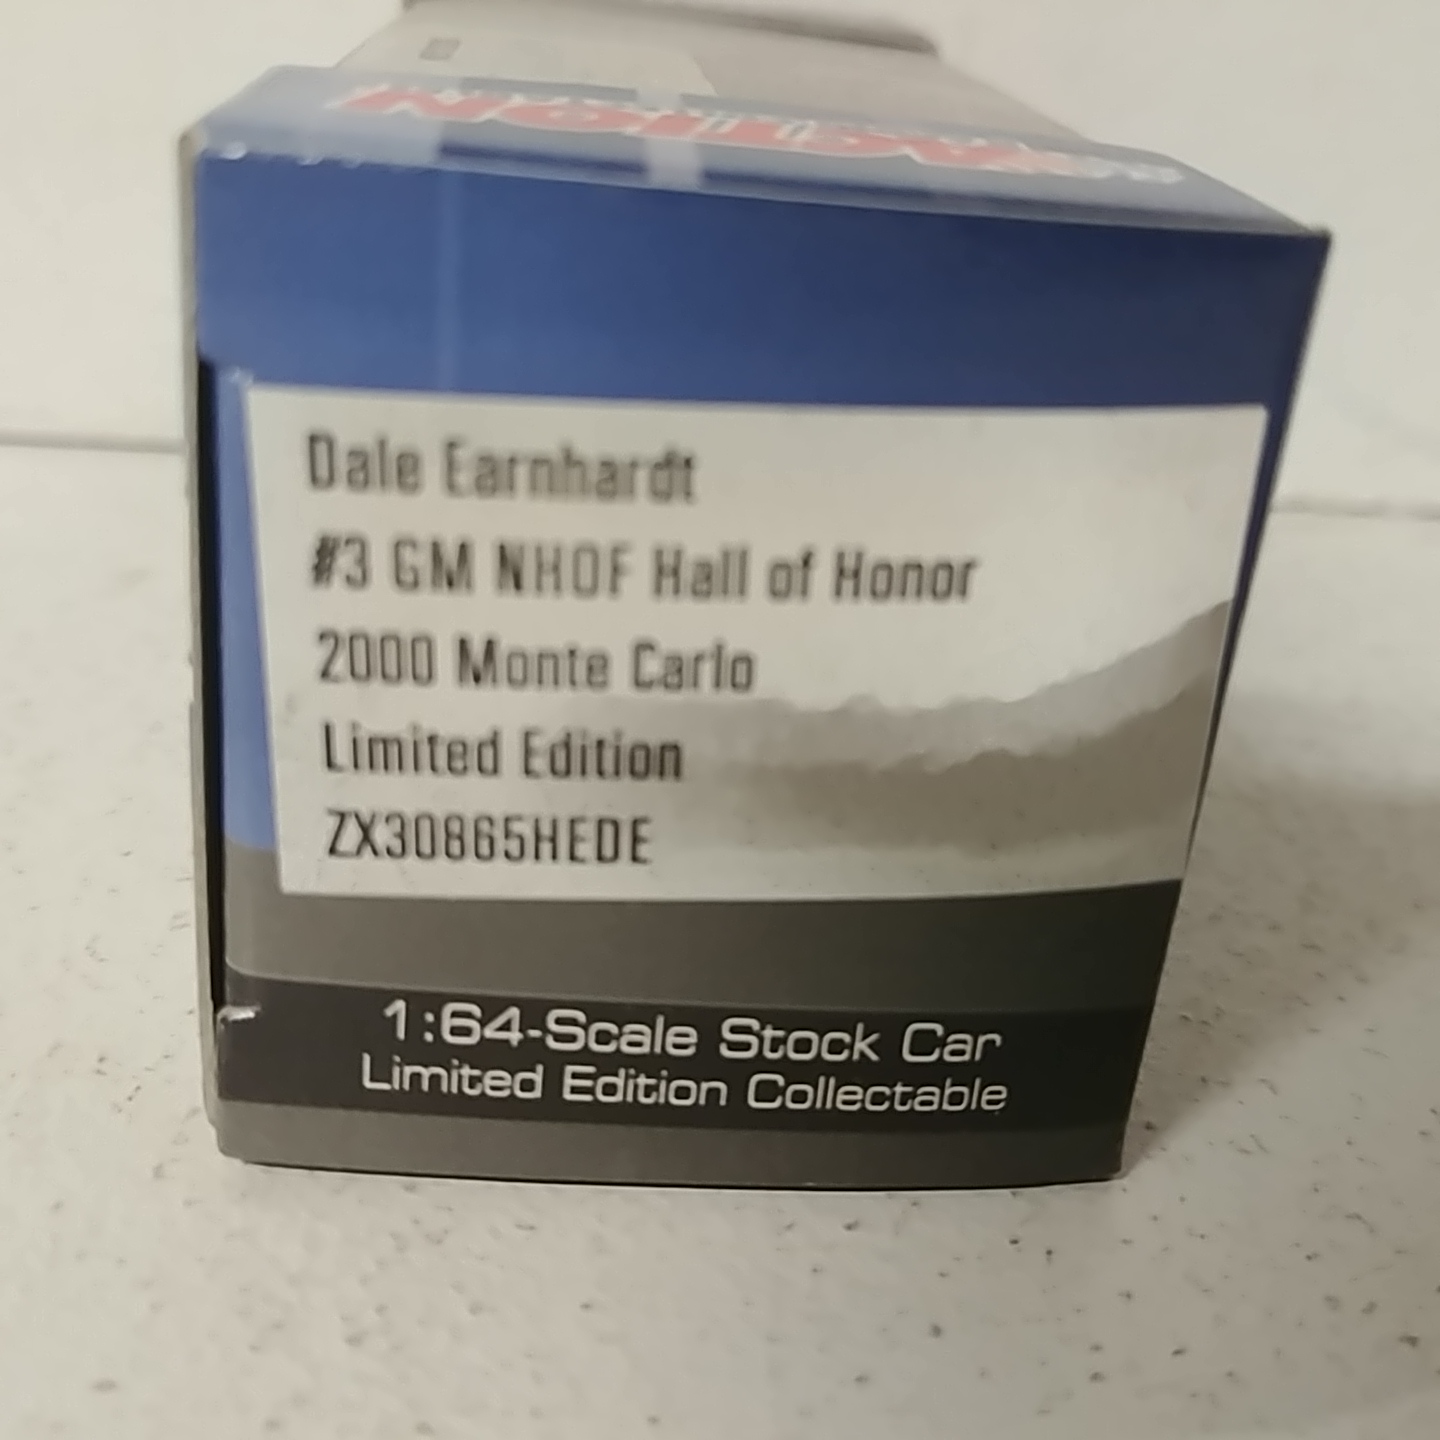 ACTION
Dale Earnhardt
#3 GM NHOF Hall of Honor
2000 Monte Carlo
Limited Edition
ZX30865HEDE
1:64-Scale Stock Car
Limited Edition Collectable